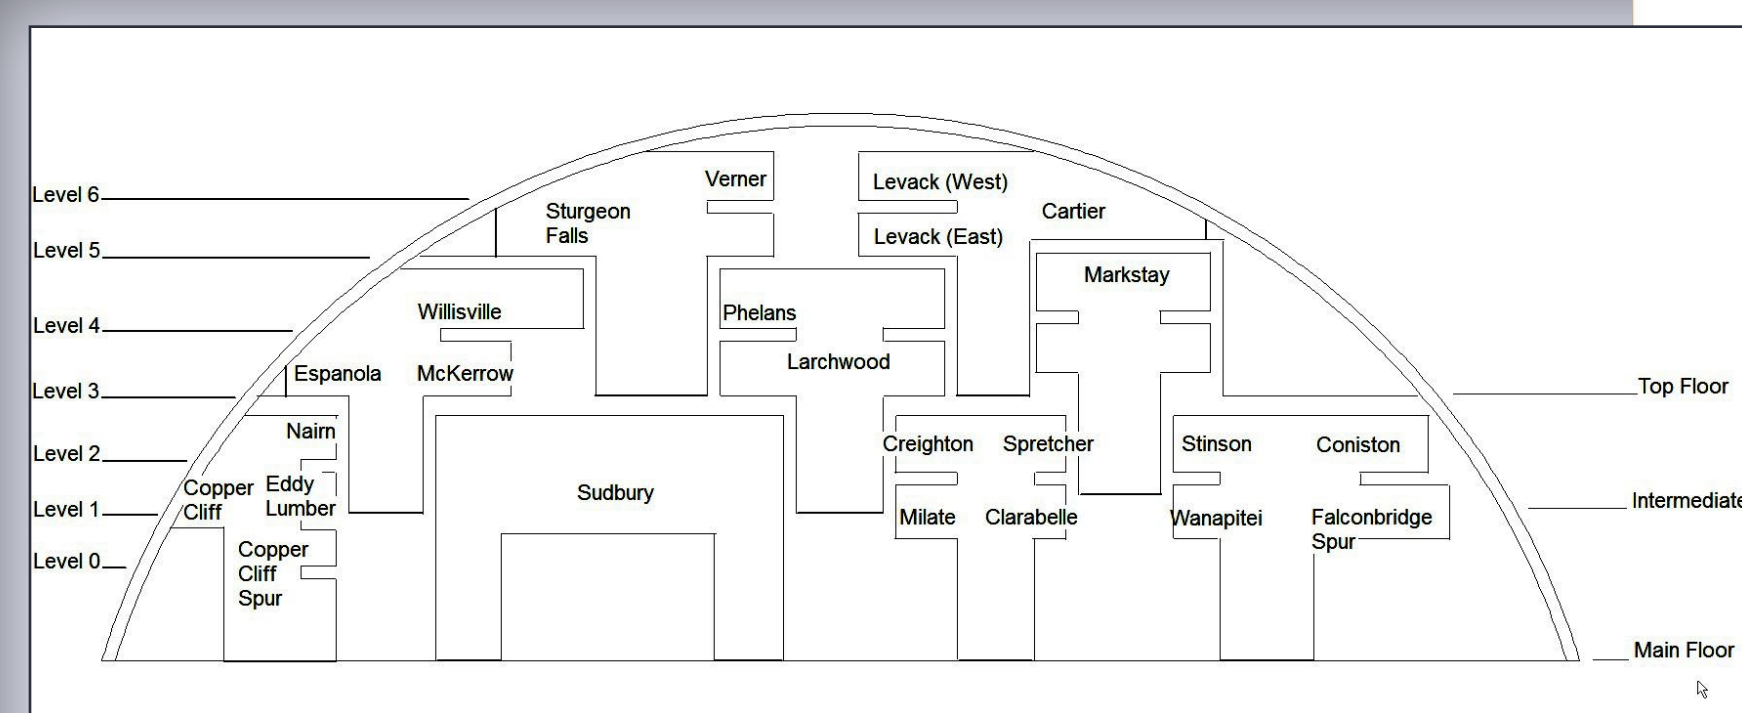 Verner
Levack (West)
Level 6
Sturgeon
Falls
Cartier
Levack (East)
Level 5
Markstay
Willisville
Phelans
Level 4
Larchwood
Espanola
McKerrow
Level 3
Top Floor
Nairn
Creighton
Spretcher
Stinson
Coniston
Level 2
Copper
Cliff
Eddy
Lumber
Sudbury
Level 1
Intermediate
Milate
Clarabelle
Wanapitei
Falconbridge
Spur
Level 0
Copper
Cliff
Spur
Main Floor